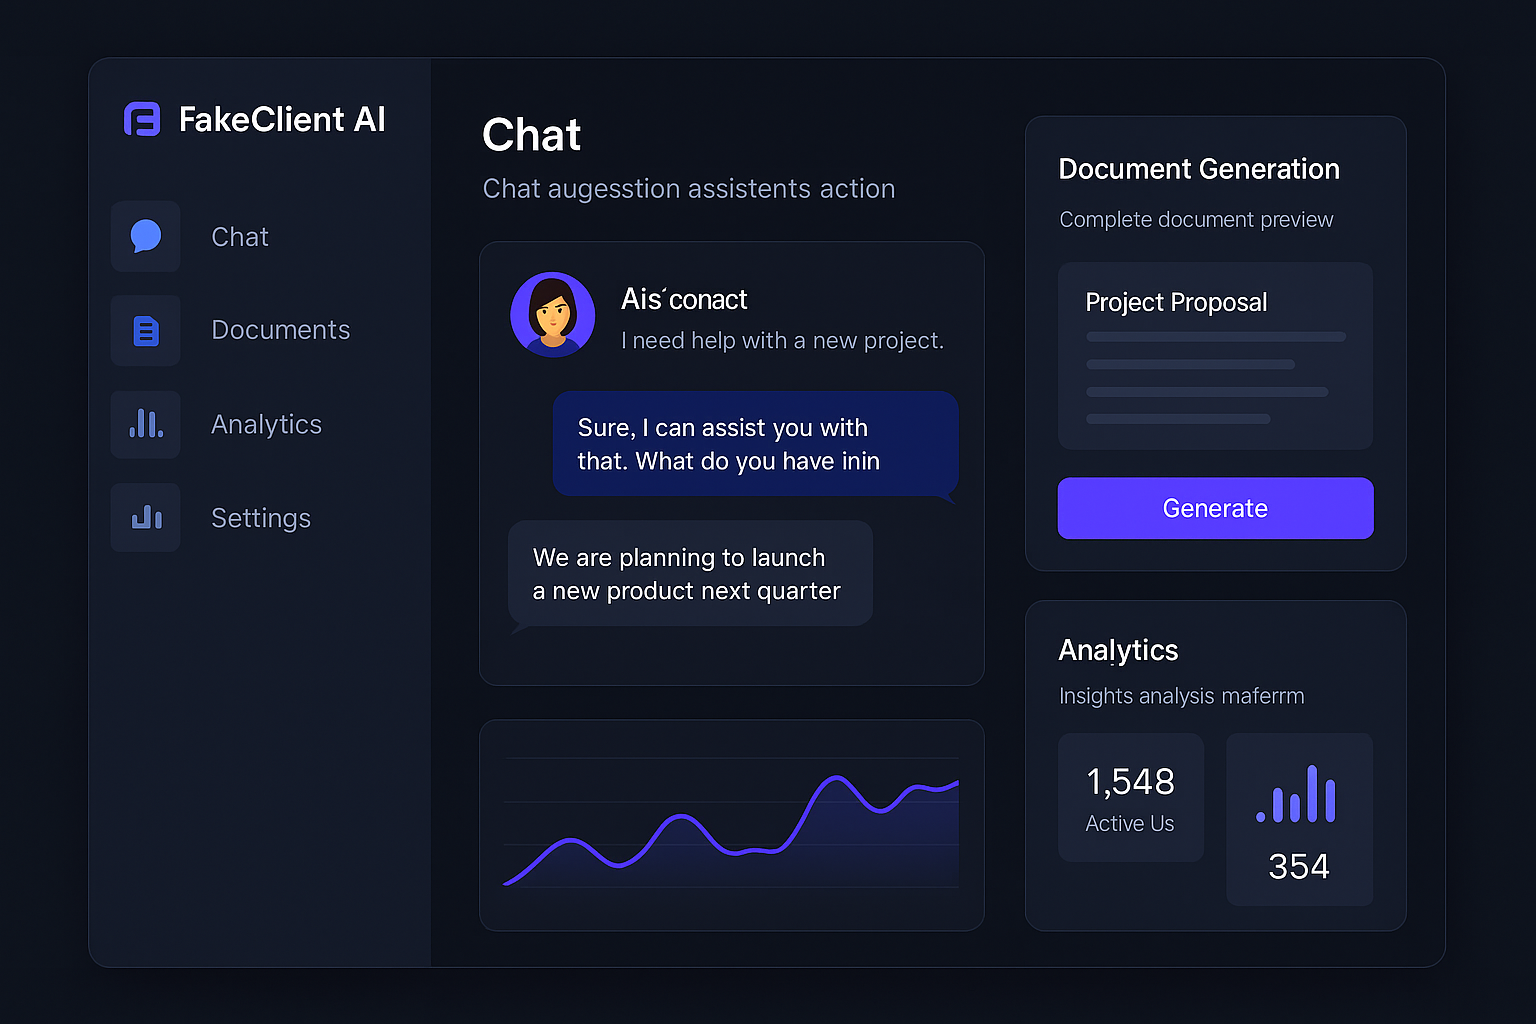 FakeClient AI
Chat
Documents
Analytics
Settings
Chat
Chat augesstion assistents action
Ais´conact
I need help with a new project.
Sure, I can assist you with
that. What do you have inin
We are planning to launch
a new product next quarter
Document Generation
Complete document preview
Project Proposal
Generate
Analytics
Insights analysis maferrm
1,548
Active Us
354